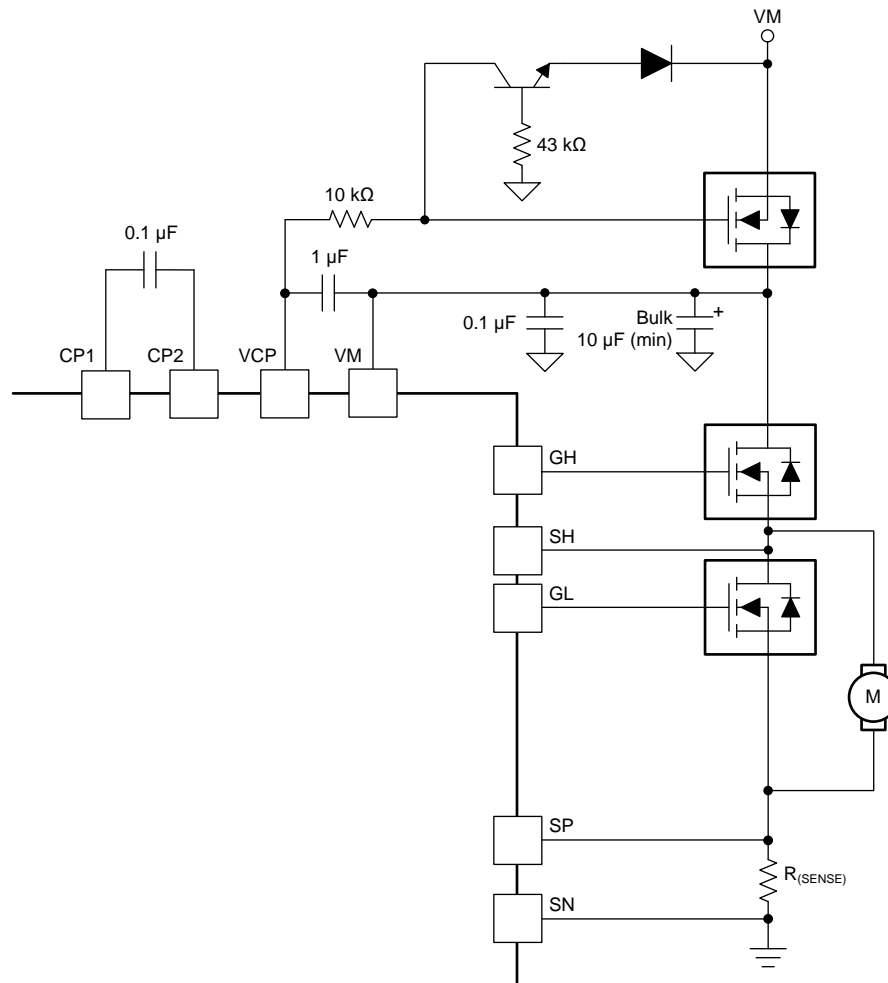 VM
43 kΩ
10 kΩ
0.1 µF
1 µF
0.1 µF
Bulk
10 µF (min)
+
CP1
CP2
VCP
VM
GH
SH
GL
M
SP
R(SENSE)
SN